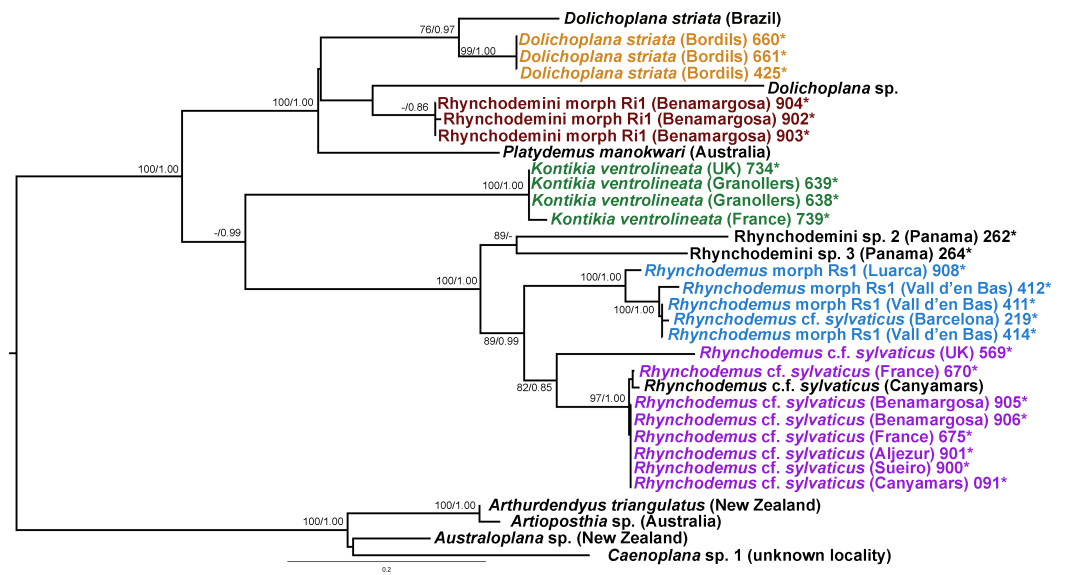 Dolichoplana striata (Brazil)
76/0.97
Dolichoplana striata (Bordils) 660*
99/1.00
Dolichoplana striata (Bordils) 661*
Dolichoplana striata (Bordils) 425*
Dolichoplana sp.
100/1.00
-/0.86
Rhynchodemini morph Ri1 (Benamargosa) 904*
Rhynchodemini morph Ri1 (Benamargosa) 902*
Rhynchodemini morph Ri1 (Benamargosa) 903*
Platydemus manokwari (Australia)
100/1.00
Kontikia ventrolineata (UK) 734*
100/1.00
Kontikia ventrolineata (Granollers) 639*
Kontikia ventrolineata (Granollers) 638*
Kontikia ventrolineata (France) 739*
-/0.99
89/-
Rhynchodemini sp. 2 (Panama) 262*
Rhynchodemini sp. 3 (Panama) 264*
100/1.00
100/1.00
Rhynchodemus morph Rs1 (Luarca) 908*
Rhynchodemus morph Rs1 (Vall d'en Bas) 412*
100/1.00
Rhynchodemus morph Rs1 (Vall d'en Bas) 411*
Rhynchodemus cf. sylvaticus (Barcelona) 219*
Rhynchodemus morph Rs1 (Vall d'en Bas) 414*
89/0.99
Rhynchodemus c.f. sylvaticus (UK) 569*
82/0.85
Rhynchodemus cf. sylvaticus (France) 670*
Rhynchodemus c.f. sylvaticus (Canyamars)
97/1.00
Rhynchodemus cf. sylvaticus (Benamargosa) 905*
Rhynchodemus cf. sylvaticus (Benamargosa) 906*
Rhynchodemus cf. sylvaticus (France) 675*
Rhynchodemus cf. sylvaticus (Aljezur) 901*
Rhynchodemus cf. sylvaticus (Sueiro) 900*
Rhynchodemus cf. sylvaticus (Canyamars) 091*
100/1.00
Arthurdendyus triangulatus (New Zealand)
100/1.00
Artioposthia sp. (Australia)
Australoplana sp. (New Zealand)
Caenoplana sp. 1 (unknown locality)
0.2